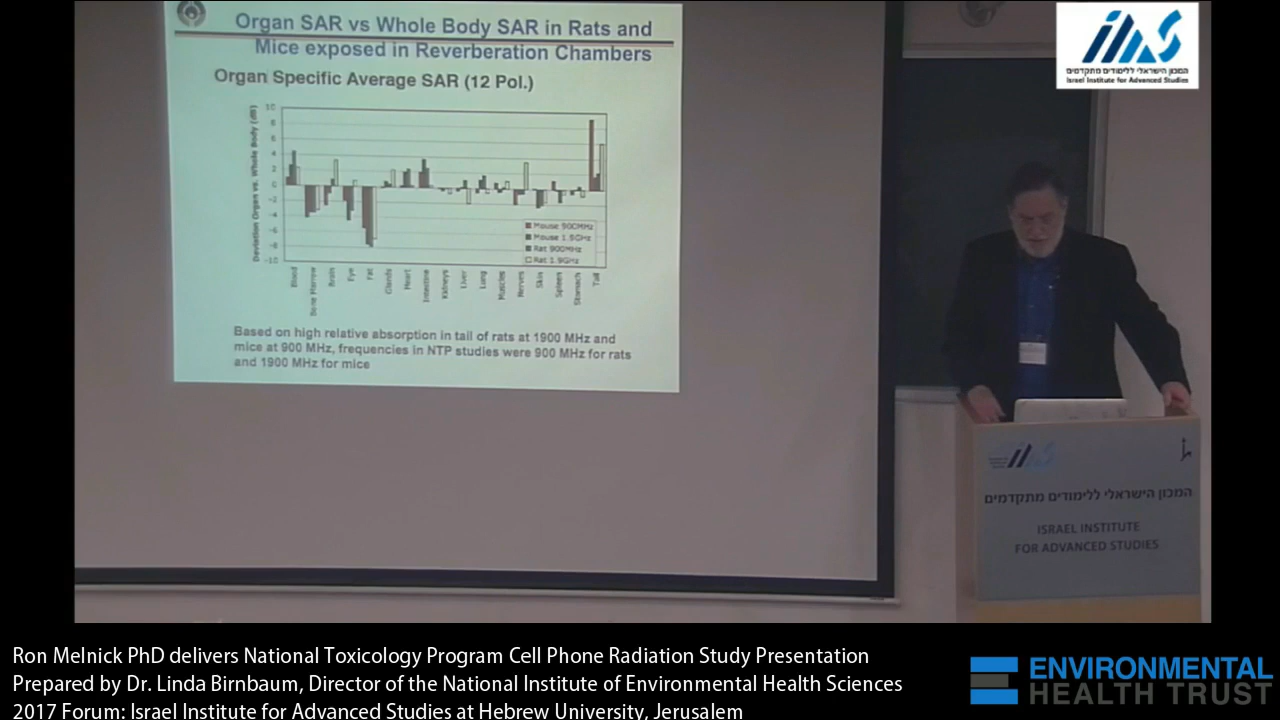 Organ SAR vs Whole Body SAR in Rats and
Mice exposed in Reverberation Chambers
Organ Specific Average SAR (12 Pol.)
Deviation Organ vs. Whole Body (dB)
10
8
6
4
2
0
-2
-4
-6
-8
-10
Mouse 900MHz
Mouse 1.9GHz
Rat 900MHz
Rat 1.9GHz
Blood
Bone Marrow
Brain
Eye
Fat
Glands
Heart
Intestine
Kidneys
Liver
Lung
Muscles
Nerves
Skin
Spleen
Stomach
Tail
Based on high relative absorption in tail of rats at 1900 MHz and
mice at 900 MHz, frequencies in NTP studies were 900 MHz for rats
and 1900 MHz for mice
המכון הישראלי ללימודים מתקדמים
Israel Institute for Advanced Studies
המכון הישראלי ללימודים מתקדמים
ISRAEL INSTITUTE
FOR ADVANCED STUDIES
Ron Melnick PhD delivers National Toxicology Program Cell Phone Radiation Study Presentation
Prepared by Dr. Linda Birnbaum, Director of the National Institute of Environmental Health Sciences
2017 Forum: Israel Institute for Advanced Studies at Hebrew University, Jerusalem
ENVIRONMENTAL
HEALTH TRUST